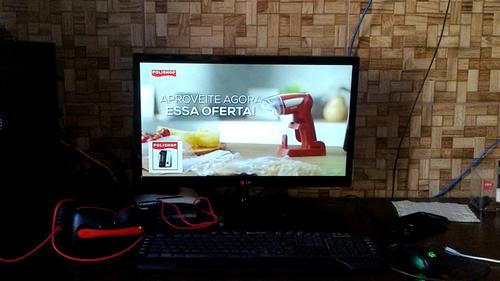 POLISHOP
APROVEITE AGORA
ESSA OFERTA!
POLISHOP
LG